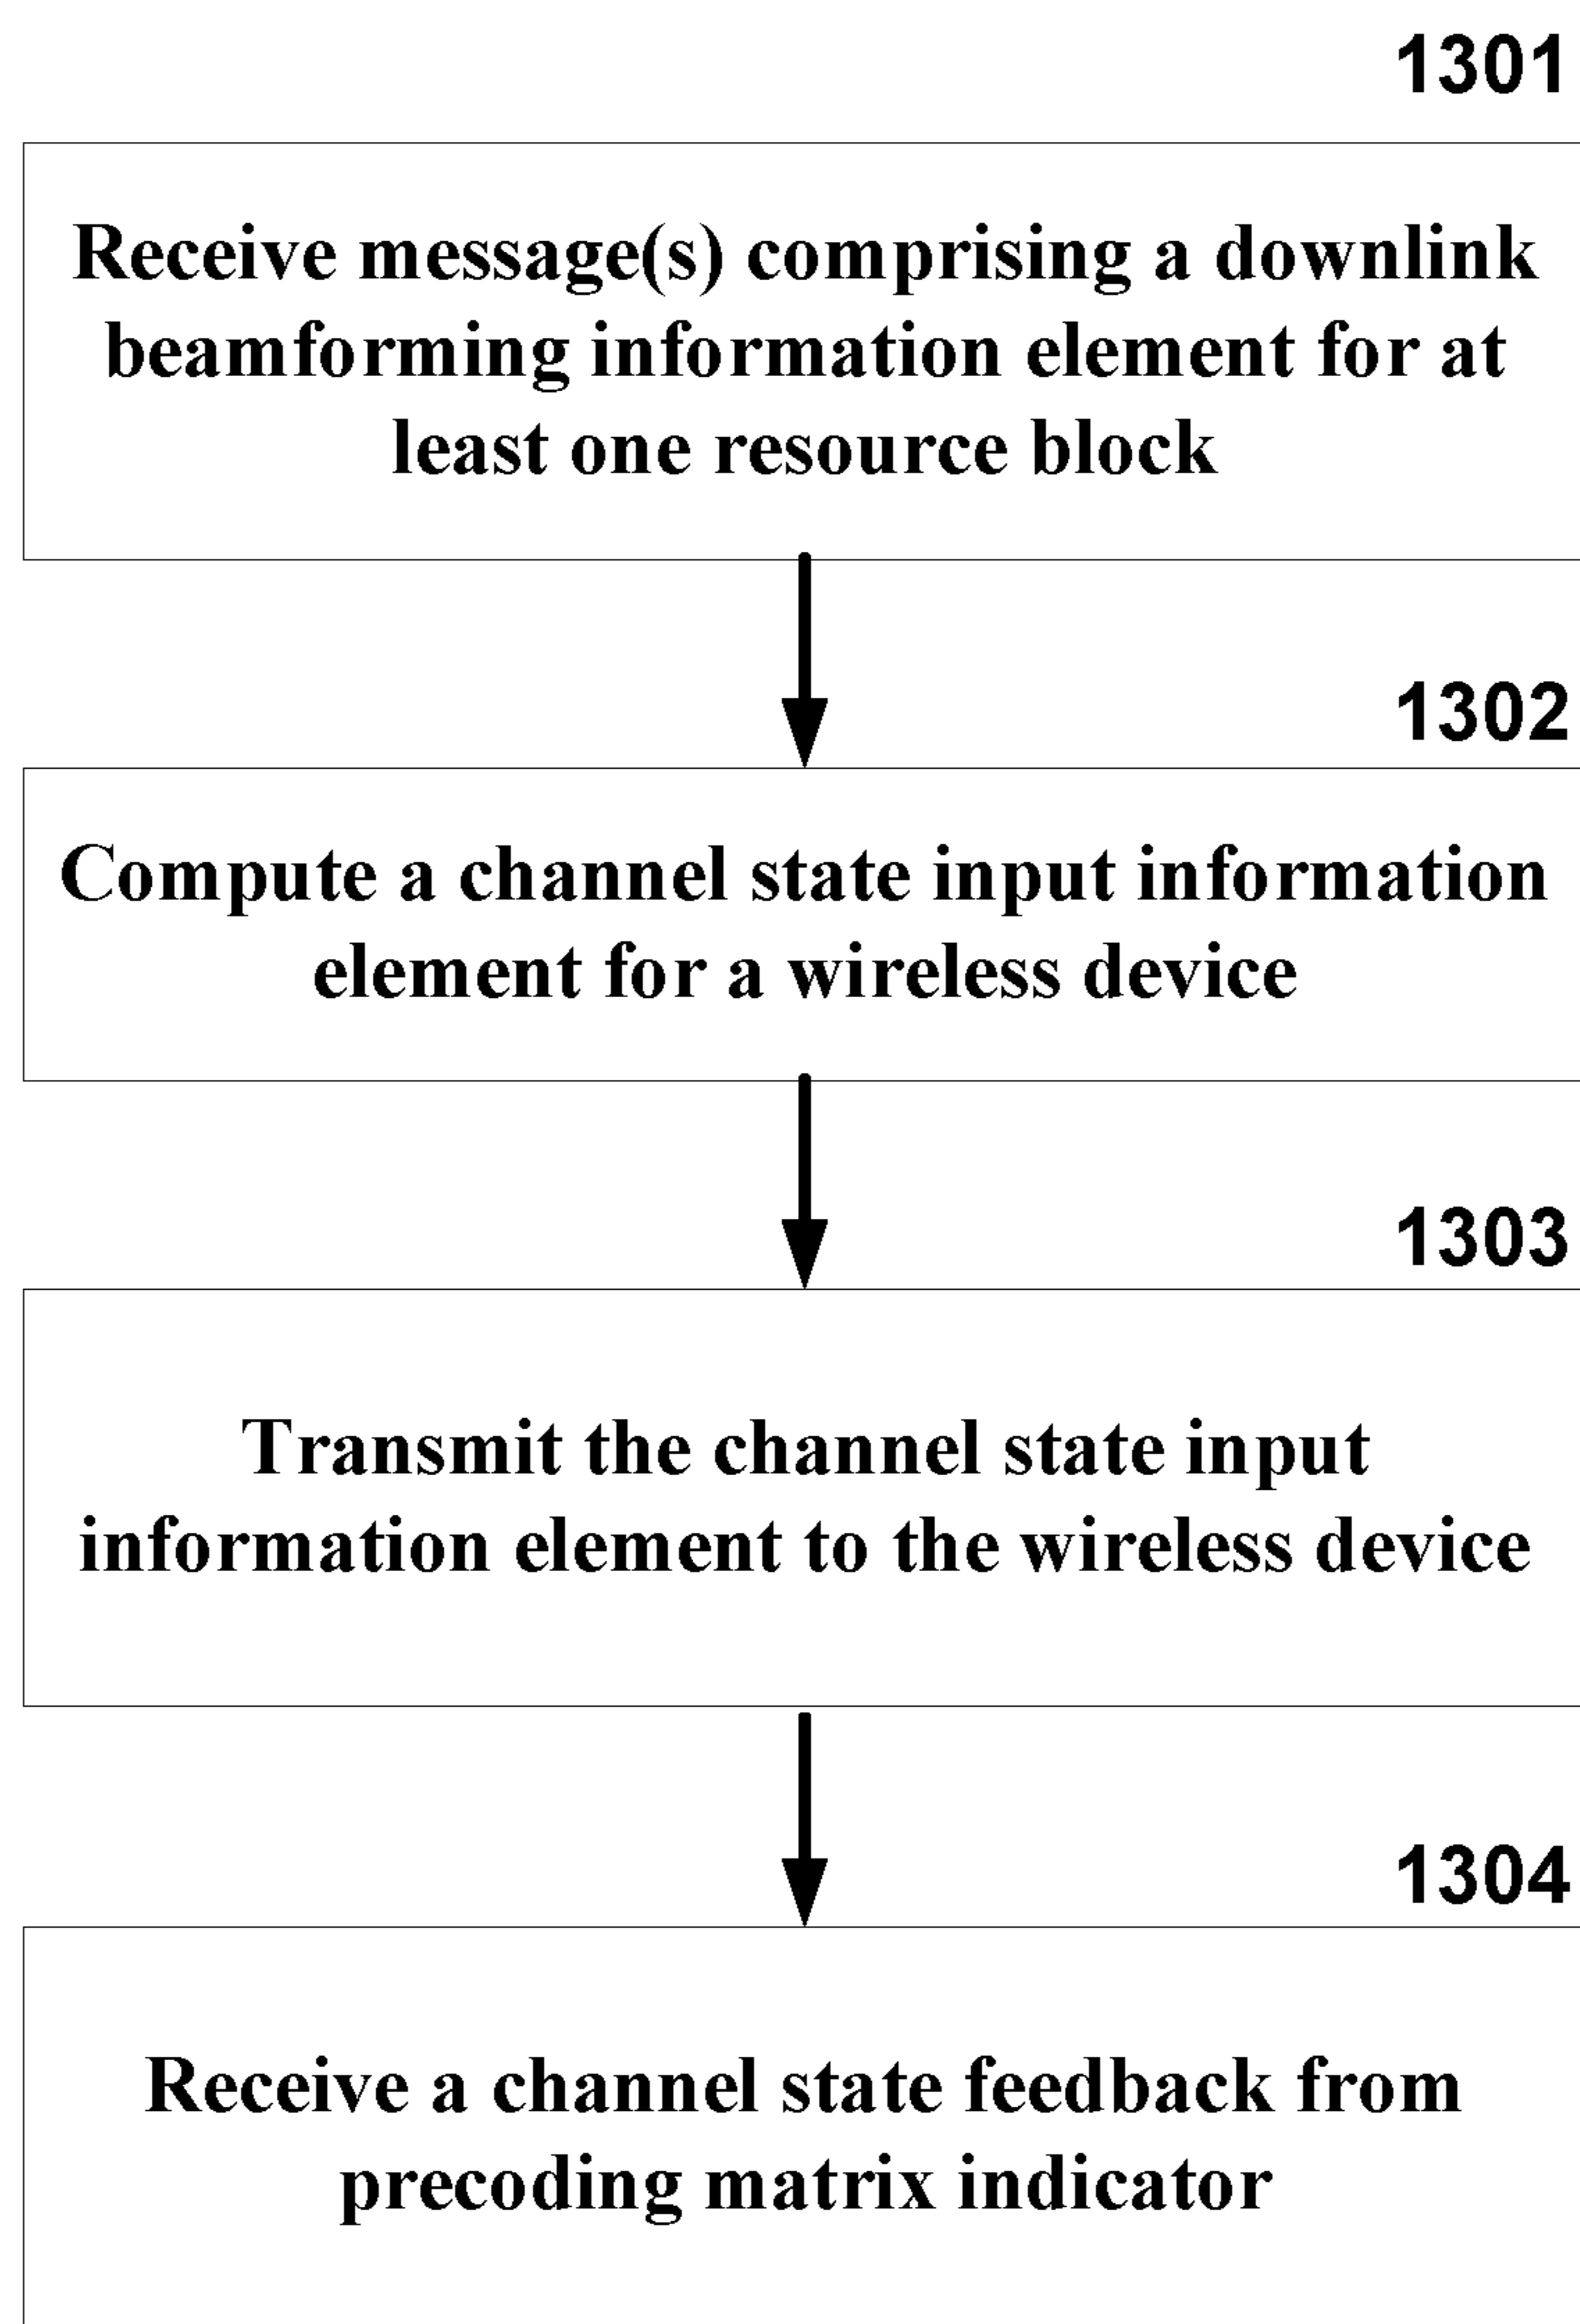 1301
Receive message(s) comprising a downlink
beamforming information element for at
least one resource block
1302
Compute a channel state input information
element for a wireless device
1303
Transmit the channel state input
information element to the wireless device
1304
Receive a channel state feedback from
precoding matrix indicator